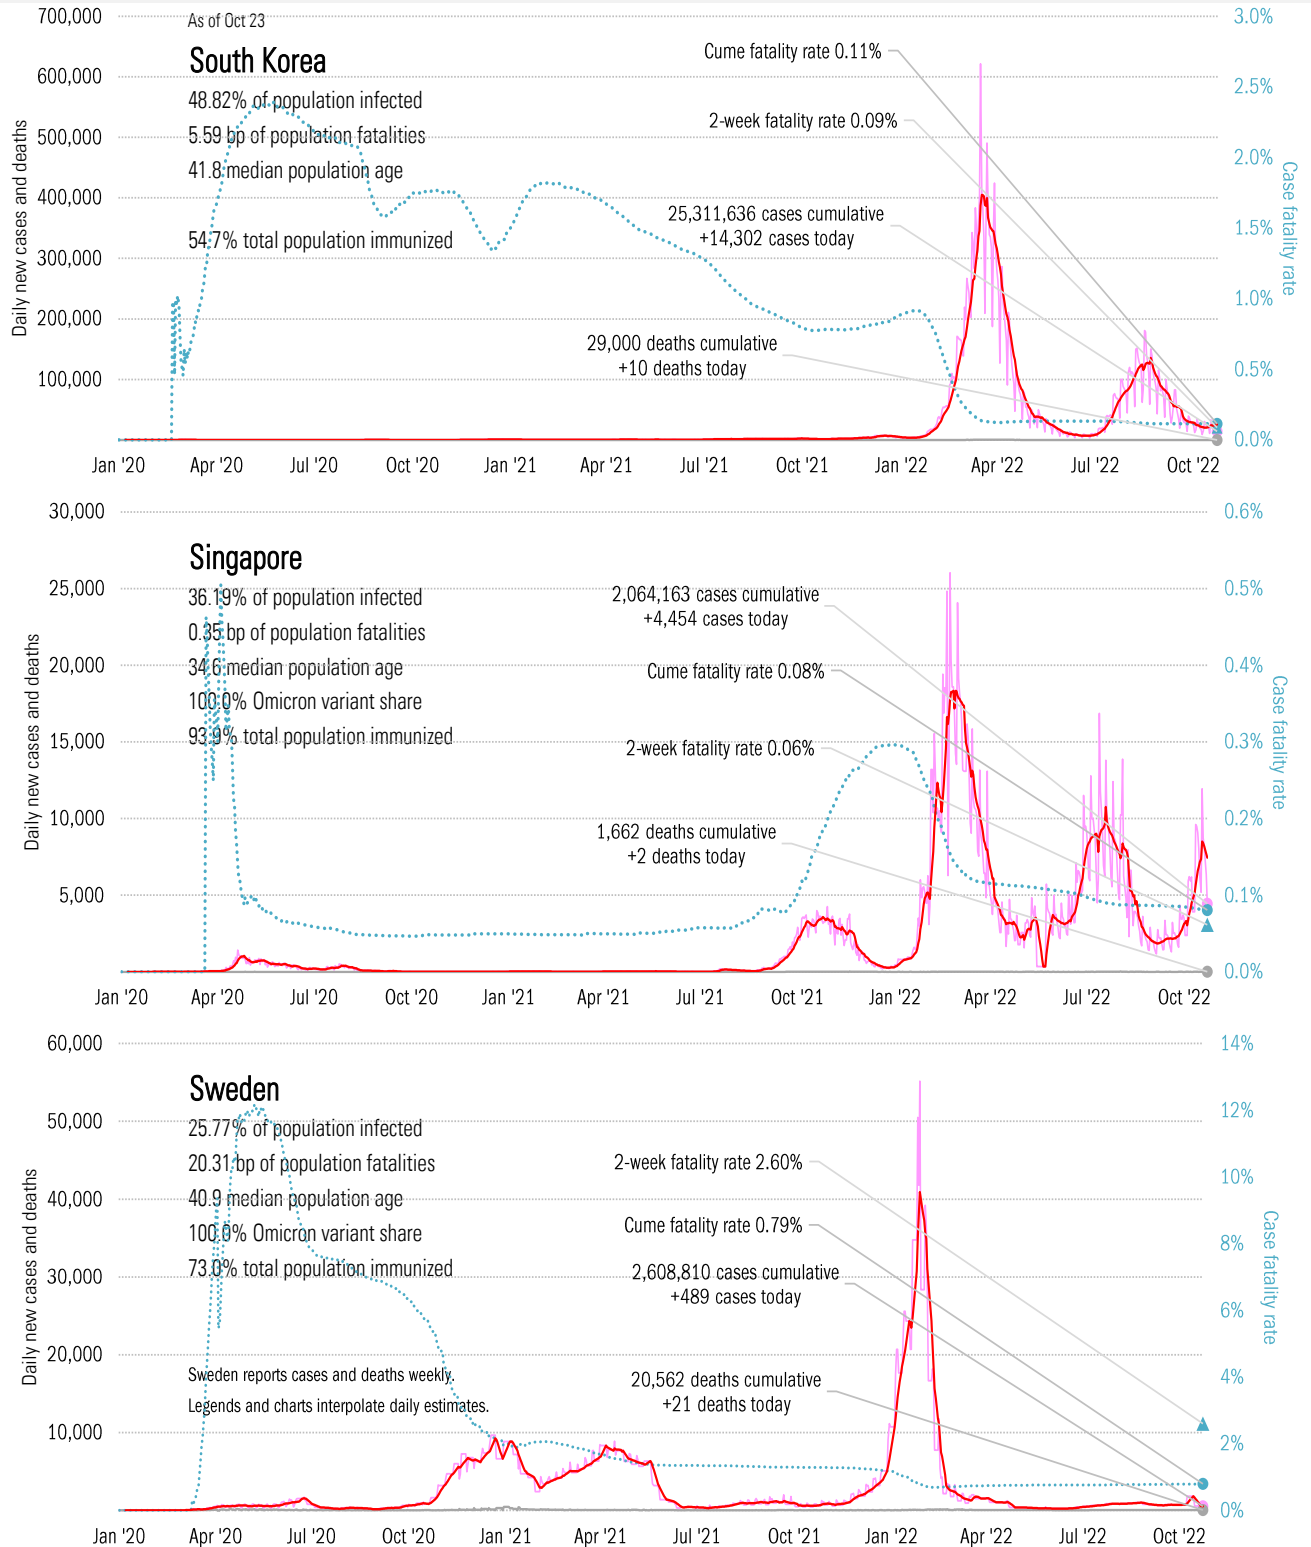 As of Oct 23
South Korea
48.82% of population infected
5.59 bp of population fatalities
41.8 median population age
54.7% total population immunized
Cume fatality rate 0.11%
2-week fatality rate 0.09%
25,311,636 cases cumulative
+14,302 cases today
29,000 deaths cumulative
+10 deaths today
Daily new cases and deaths
700,000
600,000
500,000
400,000
300,000
200,000
100,000
3.0%
2.5%
2.0%
1.5%
1.0%
0.5%
0.0%
Case fatality rate
Jan '20 Apr '20 Jul '20 Oct '20 Jan '21 Apr '21 Jul '21 Oct '21 Jan '22 Apr '22 Jul '22 Oct '22
Singapore
36.19% of population infected
0.35 bp of population fatalities
34.6 median population age
100.0% Omicron variant share
93.9% total population immunized
2,064,163 cases cumulative
+4,454 cases today
Cume fatality rate 0.08%
2-week fatality rate 0.06%
1,662 deaths cumulative
+2 deaths today
Daily new cases and deaths
30,000
25,000
20,000
15,000
10,000
5,000
0.6%
0.5%
0.4%
0.3%
0.2%
0.1%
0.0%
Case fatality rate
Jan '20 Apr '20 Jul '20 Oct '20 Jan '21 Apr '21 Jul '21 Oct '21 Jan '22 Apr '22 Jul '22 Oct '22
Sweden
25.77% of population infected
20.31 bp of population fatalities
40.9 median population age
100.0% Omicron variant share
73.0% total population immunized
Sweden reports cases and deaths weekly.
Legends and charts interpolate daily estimates.
2-week fatality rate 2.60%
Cume fatality rate 0.79%
2,608,810 cases cumulative
+489 cases today
20,562 deaths cumulative
+21 deaths today
Daily new cases and deaths
60,000
50,000
40,000
30,000
20,000
10,000
14%
12%
10%
8%
6%
4%
2%
0%
Case fatality rate
Jan '20 Apr '20 Jul '20 Oct '20 Jan '21 Apr '21 Jul '21 Oct '21 Jan '22 Apr '22 Jul '22 Oct '22